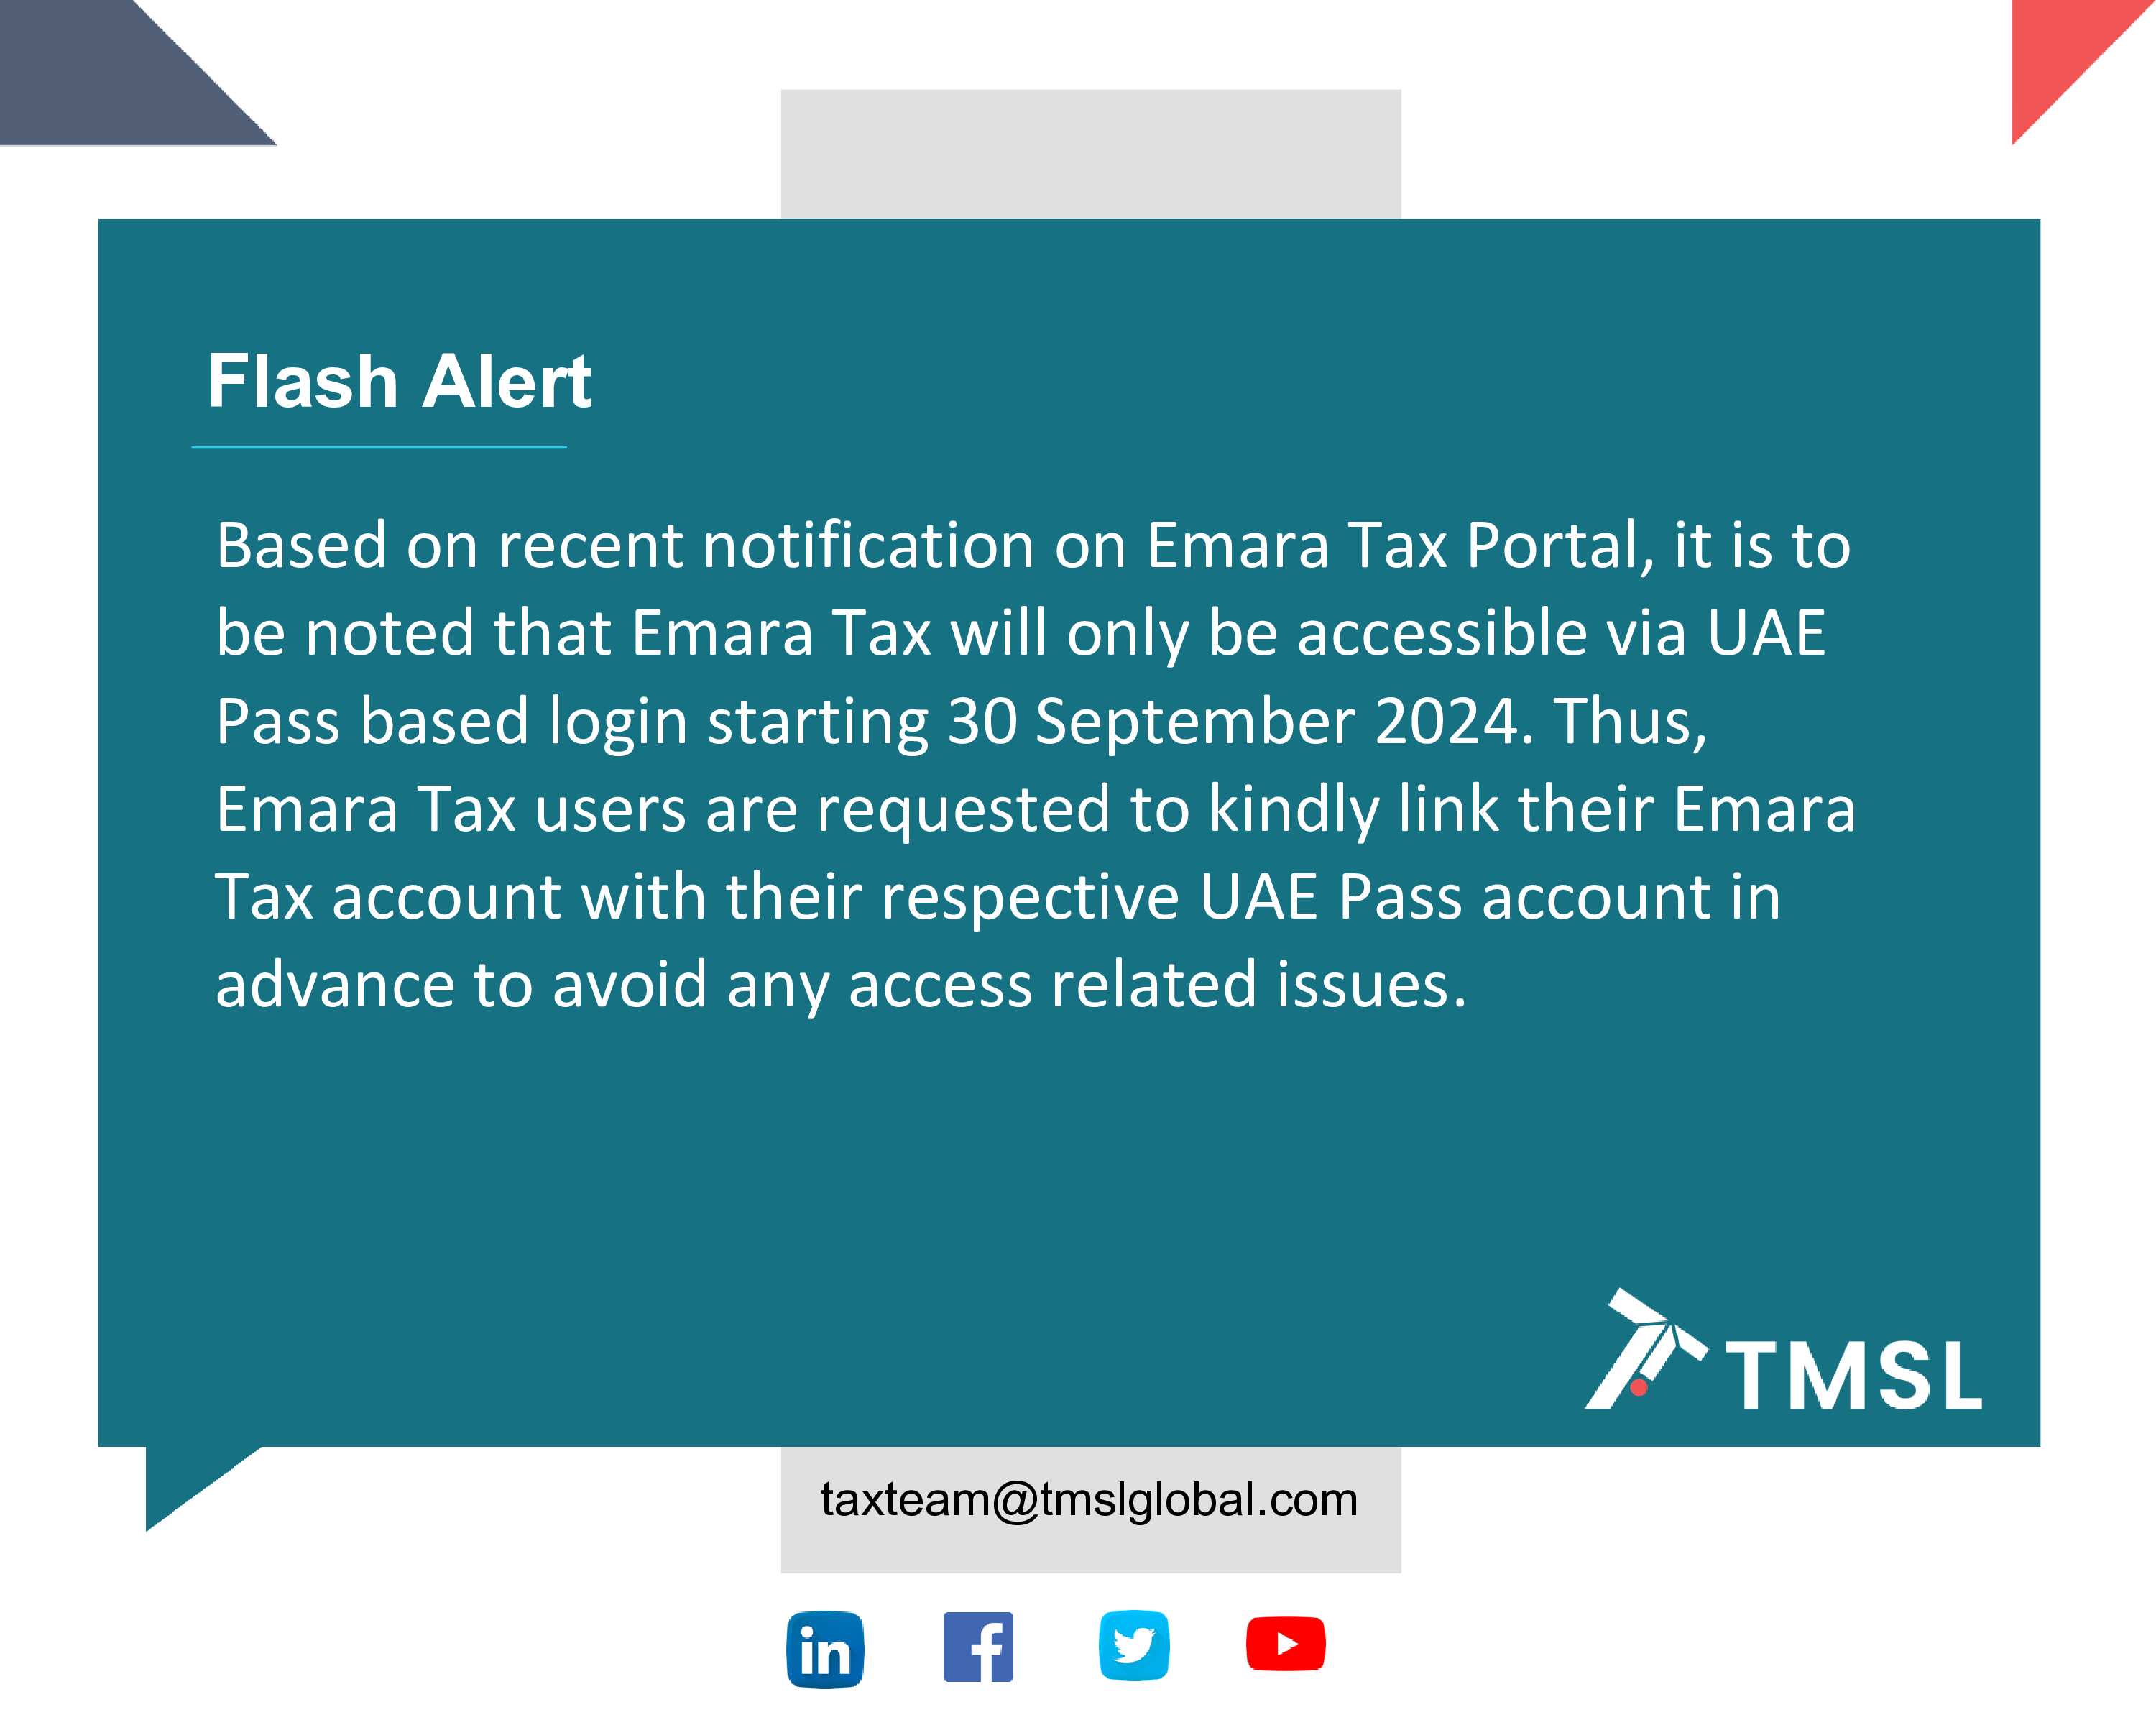 Flash Alert
Based on recent notification on Emara Tax Portal, it is to
be noted that Emara Tax will only be accessible via UAE
Pass based login starting 30 September 2024. Thus,
Emara Tax users are requested to kindly link their Emara
Tax account with their respective UAE Pass account in
advance to avoid any access related issues.
TMSL
taxteam@tmslglobal.com
in
f